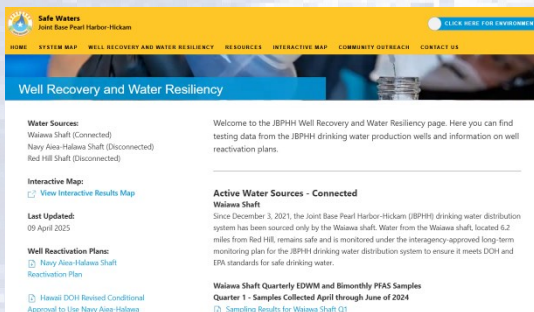 Safe Waters
Joint Base Pearl Harbor-Hickam
CLICK HERE FOR ENVIRONMEN
HOME SYSTEM MAP WELL RECOVERY AND WATER RESILIENCY RESOURCES INTERACTIVE MAP COMMUNITY OUTREACH CONTACT US
Well Recovery and Water Resiliency
Water Sources:
Waiawa Shaft (Connected)
Navy Aiea-Halawa Shaft (Disconnected)
Red Hill Shaft (Disconnected)
Interactive Map:
View Interactive Results Map
Last Updated:
09 April 2025
Well Reactivation Plans:
Navy Aiea-Halawa Shaft
Reactivation Plan
Hawaii DOH Revised Conditional
Approval to Use Navy Aiea-Halawa
Welcome to the JBPHH Well Recovery and Water Resiliency page. Here you can find
testing data from the JBPHH drinking water production wells and information on well
reactivation plans.
Active Water Sources - Connected
Waiawa Shaft
Since December 3, 2021, the Joint Base Pearl Harbor-Hickam (JBPHH) drinking water distribution
system has been sourced only by the Waiawa shaft. Water from the Waiawa shaft, located 6.2
miles from Red Hill, remains safe and is monitored under the interagency-approved long-term
monitoring plan for the JBPHH drinking water distribution system to ensure it meets DOH and
EPA standards for safe drinking water.
Waiawa Shaft Quarterly EDWM and Bimonthly PFAS Samples
Quarter 1 - Samples Collected April through June of 2024
Sampling Results for Waiawa Shaft Q1